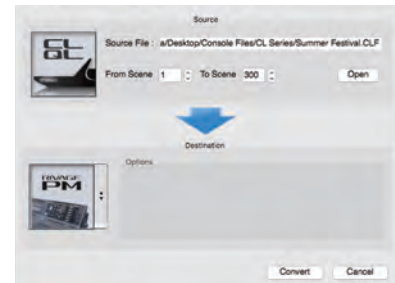 Source
CL
QL
Source File : a/Desktop/Console Files/CL Series/Summer Festival.CLF
From Scene 1 To Scene 300 Open
Destination
Options
RIVAGE
PM
Convert Cancel